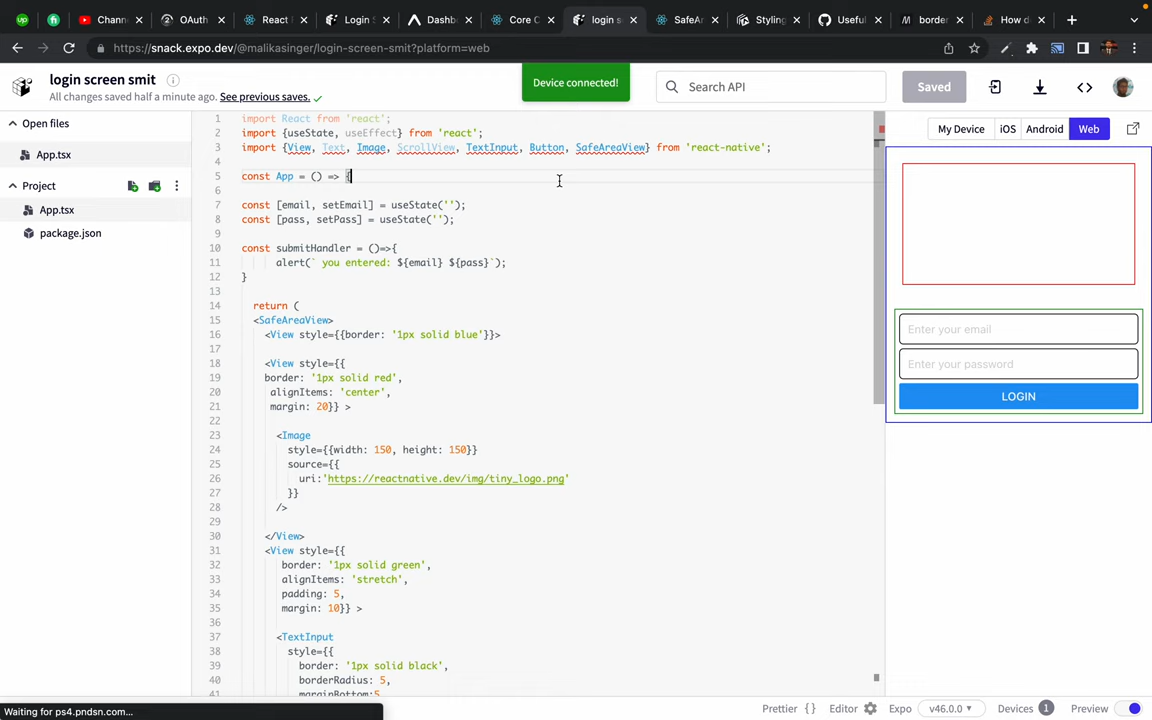 Channe
OAuth
React I
Login S
Dashb
Core C
login s
SafeAr
Styling
Useful
border
How d
https://snack.expo.dev/@malikasinger/login-screen-smit?platform=web
login screen smit
All changes saved half a minute ago. See previous saves.
Device connected!
Search API
Saved
Open files
App.tsx
Project
App.tsx
package.json
1 import React from 'react';
2 import {useState, useEffect} from 'react';
3 import {View, Text, Image, ScrollView, TextInput, Button, SafeAreaView} from 'react-native';
4
5 const App = () => {
6
7 const [email, setEmail] = useState('');
8 const [pass, setPass] = useState('');
9
10 const submitHandler = ()=>{
11 alert(` you entered: ${email} ${pass}`);
12 }
13
14 return (
15 <SafeAreaView>
16 <View style={{border: '1px solid blue'}}>
17
18 <View style={{
19 border: '1px solid red',
20 alignItems: 'center',
21 margin: 20}} >
22
23 <Image
24 style={{width: 150, height: 150}}
25 source={{
26 uri:'https://reactnative.dev/img/tiny_logo.png'
27 }}
28 />
29
30 </View>
31 <View style={{
32 border: '1px solid green',
33 alignItems: 'stretch',
34 padding: 5,
35 margin: 10}} >
36
37 <TextInput
38 style={{
39 border: '1px solid black',
40 borderRadius: 5,
41 marginBottom:5
My Device
iOS
Android
Web
Enter your email
Enter your password
LOGIN
Waiting for ps4.pndsn.com...
Prettier {}
Editor
Expo
v46.0.0
Devices 1
Preview